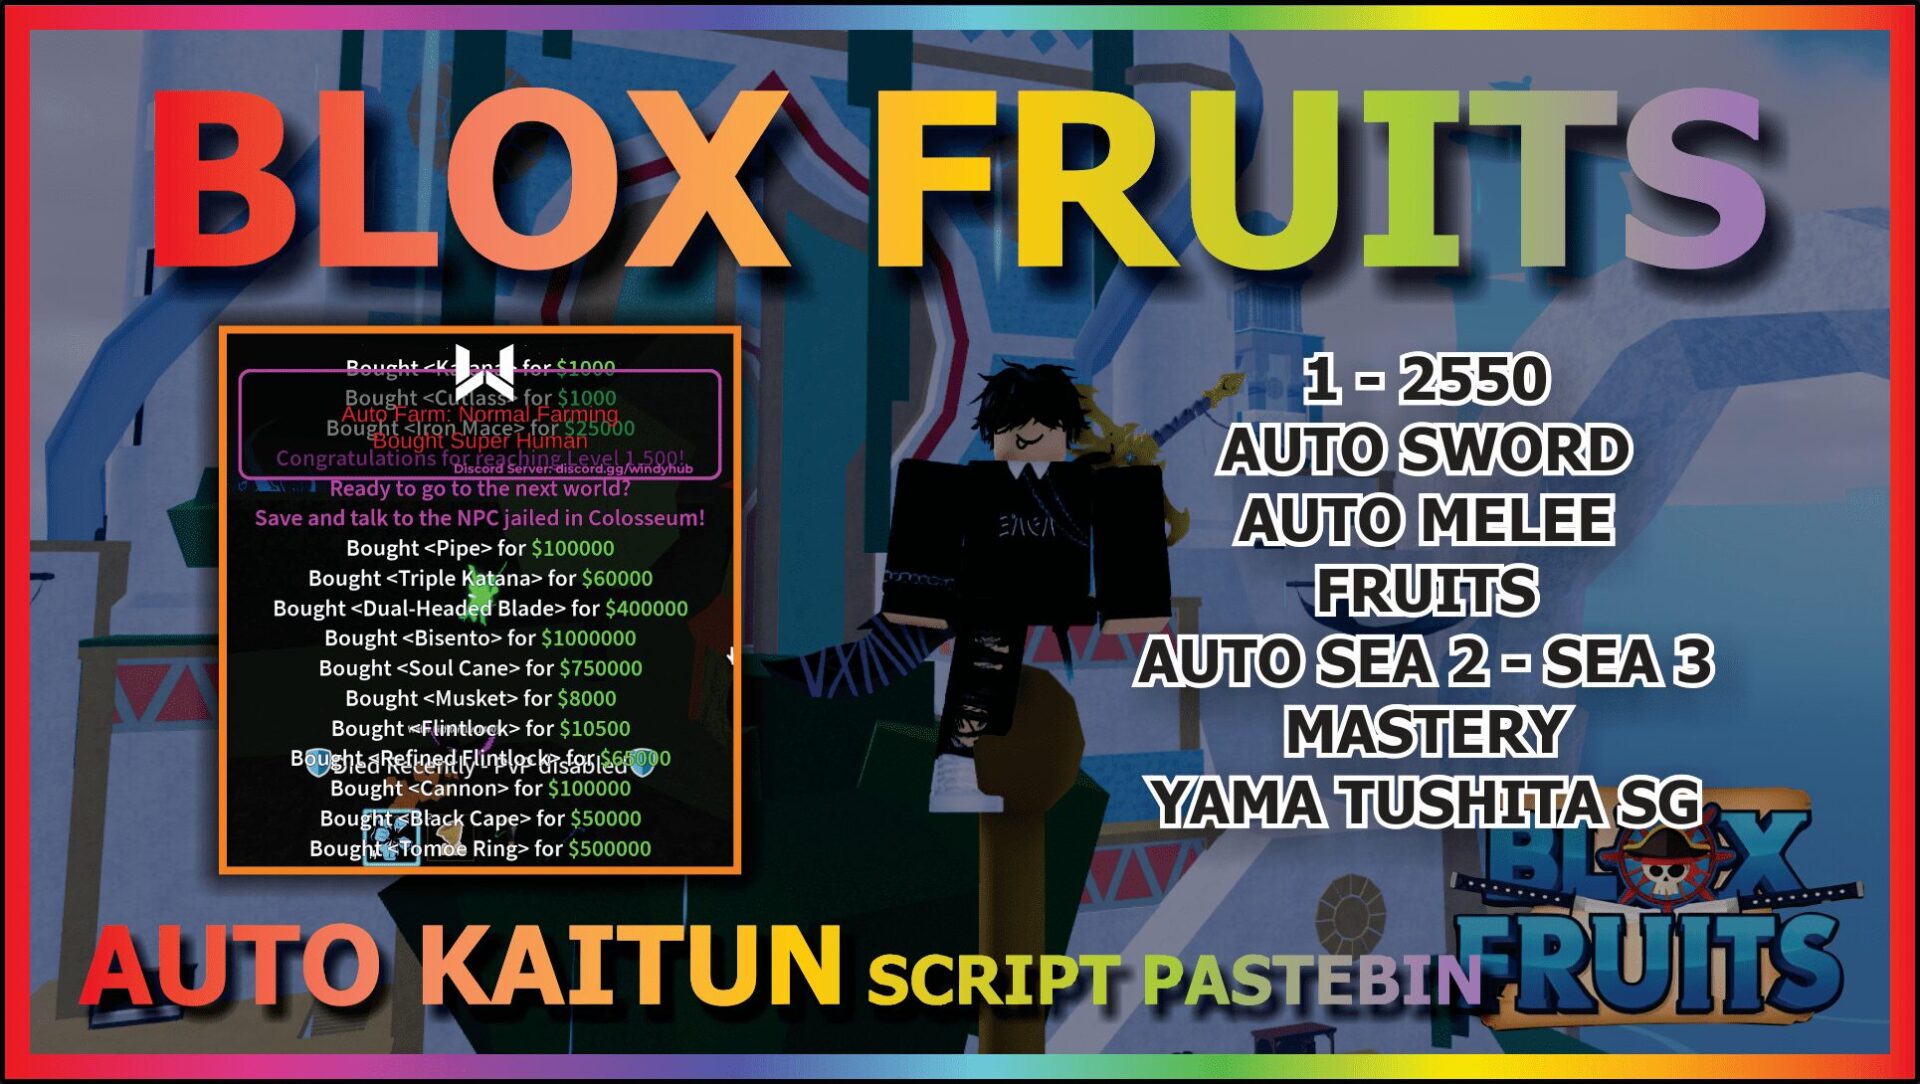 BLOX FRUITS
Bought <Katana> for $1000
Bought <Cutlass> for $1000
Auto Farm: Normal Farming
Bought <Iron Mace> for $25000
Bought Super Human
Congratulations for reaching Level 1,500!
Discord Server: discord.gg/windyhub
Ready to go to the next world?
Save and talk to the NPC jailed in Colosseum!
Bought <Pipe> for $100000
Bought <Triple Katana> for $60000
Bought <Dual-Headed Blade> for $400000
Bought <Bisento> for $1000000
Bought <Soul Cane> for $750000
Bought <Musket> for $8000
Bought <Flintlock> for $10500
Bought <Refined Flintlock> for $65000
Died Recently - PvP disabled
Bought <Cannon> for $100000
Bought <Black Cape> for $50000
Bought <Tomoe Ring> for $500000
1 - 2550
AUTO SWORD
AUTO MELEE
FRUITS
AUTO SEA 2 - SEA 3
MASTERY
YAMA TUSHITA SG
BLOX
FRUITS
AUTO KAITUN SCRIPT PASTEBIN